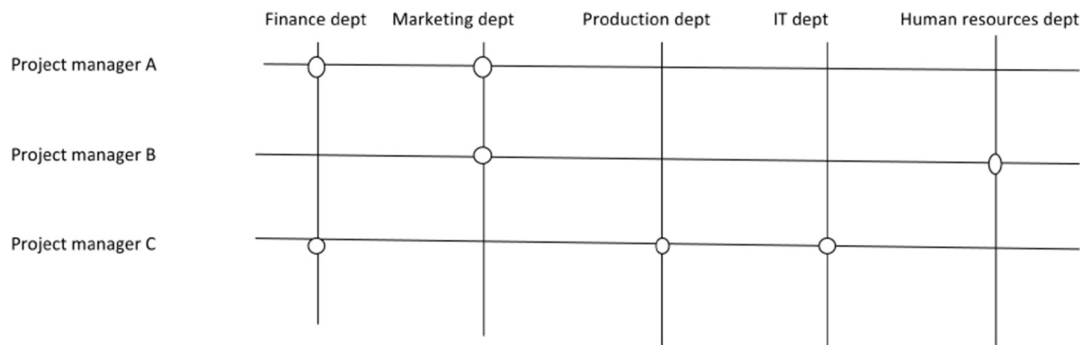 Finance dept Marketing dept Production dept IT dept Human resources dept
Project manager A
Project manager B
Project manager C